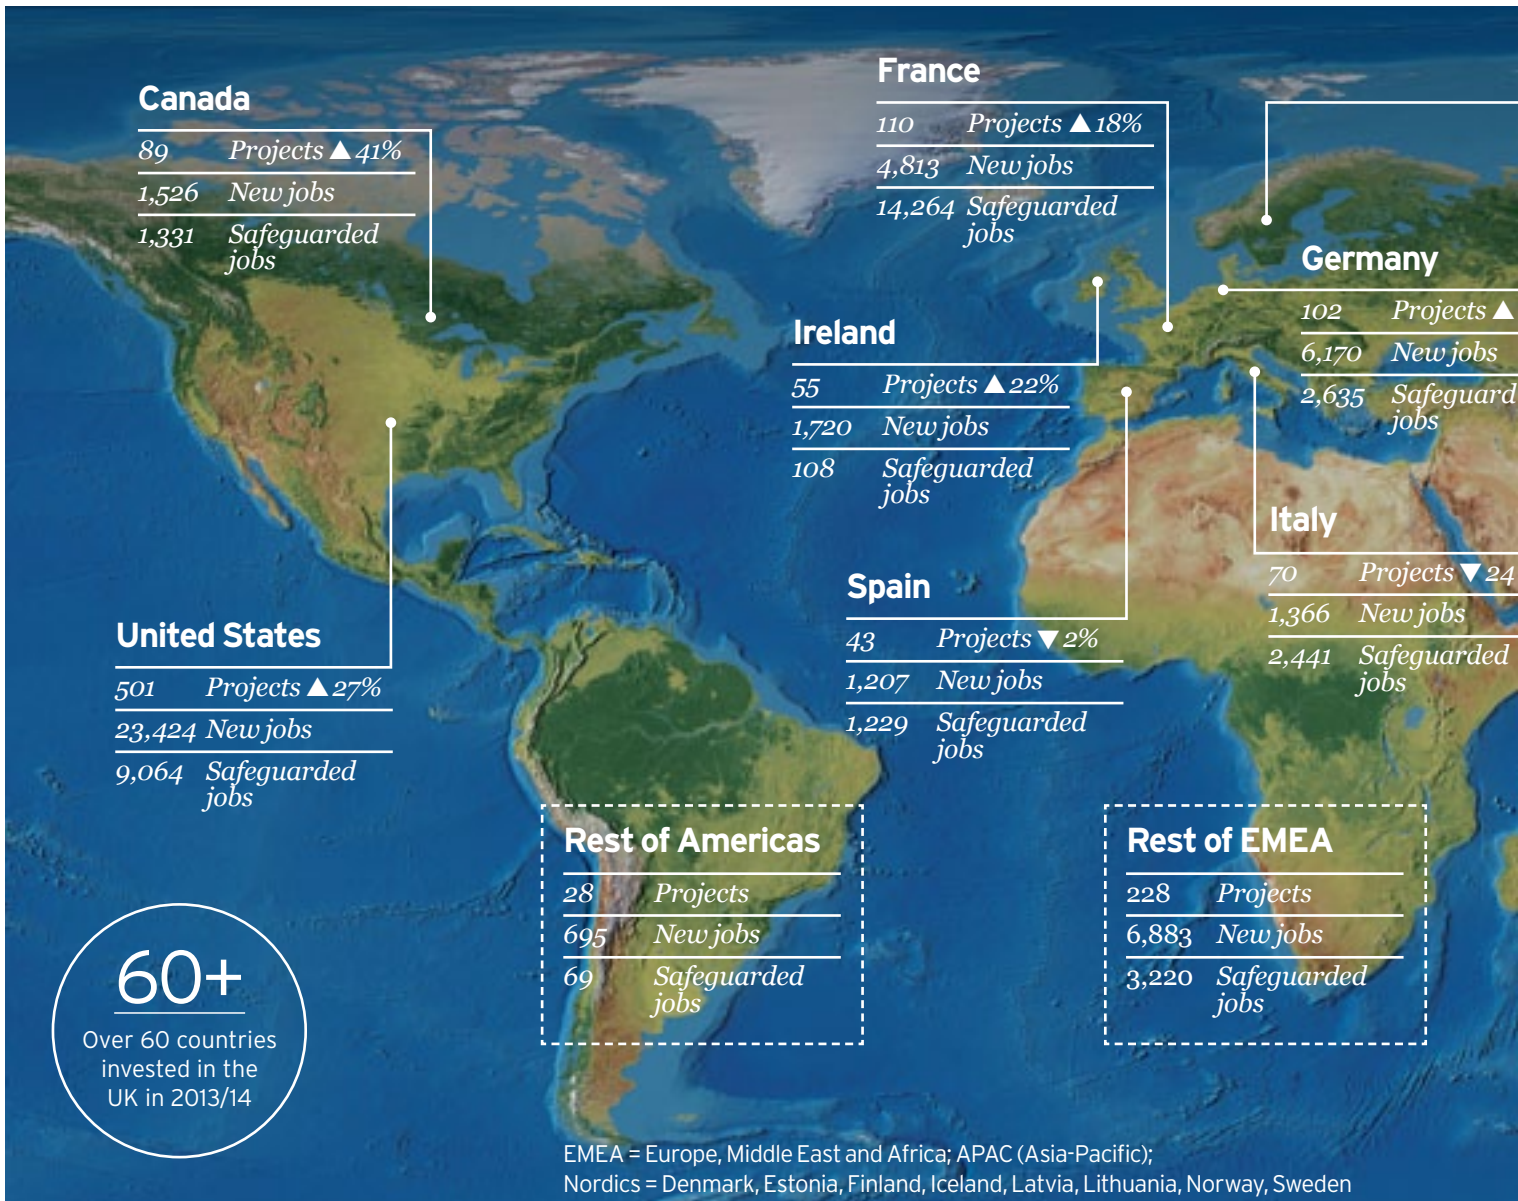 Canada
89 Projects ▲ 41%
1,526 New jobs
1,331 Safeguarded
jobs
France
110 Projects ▲ 18%
4,813 New jobs
14,264 Safeguarded
jobs
Germany
102 Projects ▲
6,170 New jobs
2,635 Safeguard
jobs
Ireland
55 Projects ▲ 22%
1,720 New jobs
108 Safeguarded
jobs
Italy
70 Projects ▼ 24
1,366 New jobs
2,441 Safeguarded
jobs
Spain
43 Projects ▼ 2%
1,207 New jobs
1,229 Safeguarded
jobs
United States
501 Projects ▲ 27%
23,424 New jobs
9,064 Safeguarded
jobs
Rest of Americas
28 Projects
695 New jobs
69 Safeguarded
jobs
Rest of EMEA
228 Projects
6,883 New jobs
3,220 Safeguarded
jobs
60+
Over 60 countries
invested in the
UK in 2013/14
EMEA = Europe, Middle East and Africa; APAC (Asia-Pacific);
Nordics = Denmark, Estonia, Finland, Iceland, Latvia, Lithuania, Norway, Sweden